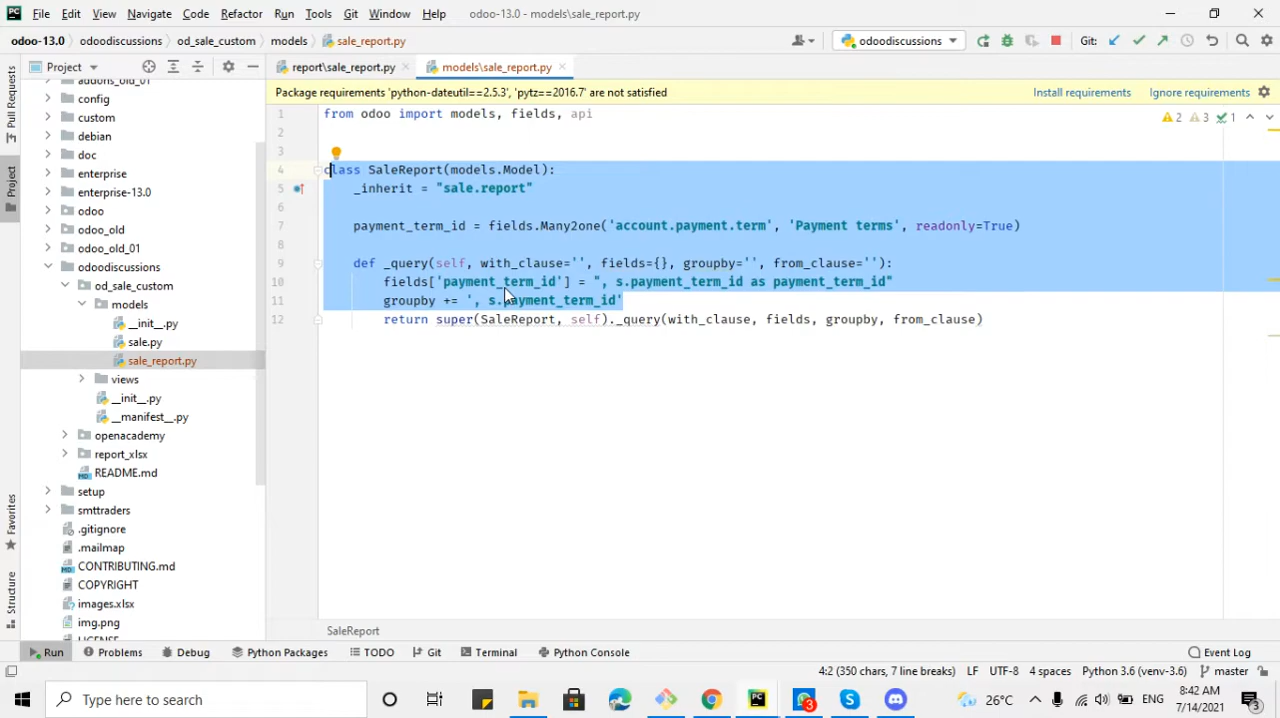 File Edit View Navigate Code Refactor Run Tools Git Window Help odoo-13.0 - models\sale_report.py
odoo-13.0 odoodiscussions od_sale_custom models sale_report.py odoodiscussions Git:
Project report\sale_report.py models\sale_report.py
Package requirements 'python-dateutil==2.5.3', 'pytz==2016.7' are not satisfied Install requirements Ignore requirements
Pull Requests
Project
Favorites
Structure
addons_old_01
config
custom
debian
doc
enterprise
enterprise-13.0
odoo
odoo_old
odoo_old_01
odoodiscussions
od_sale_custom
models
__init__.py
sale.py
sale_report.py
views
__init__.py
__manifest__.py
openacademy
report_xlsx
README.md
setup
smttraders
.gitignore
.mailmap
CONTRIBUTING.md
COPYRIGHT
images.xlsx
img.png
LICENSE
2 3 1
1 from odoo import models, fields, api
2
3
4 class SaleReport(models.Model):
5 _inherit = "sale.report"
6
7 payment_term_id = fields.Many2one('account.payment.term', 'Payment terms', readonly=True)
8
9 def _query(self, with_clause='', fields={}, groupby='', from_clause=''):
10 fields['payment_term_id'] = ", s.payment_term_id as payment_term_id"
11 groupby += ', s.payment_term_id'
12 return super(SaleReport, self)._query(with_clause, fields, groupby, from_clause)
SaleReport
Run Problems Debug Python Packages TODO Git Terminal Python Console Event Log
4:2 (350 chars, 7 line breaks) LF UTF-8 4 spaces Python 3.6 (venv-3.6) master
Type here to search 3 26°C ENG 8:42 AM
7/14/2021 3